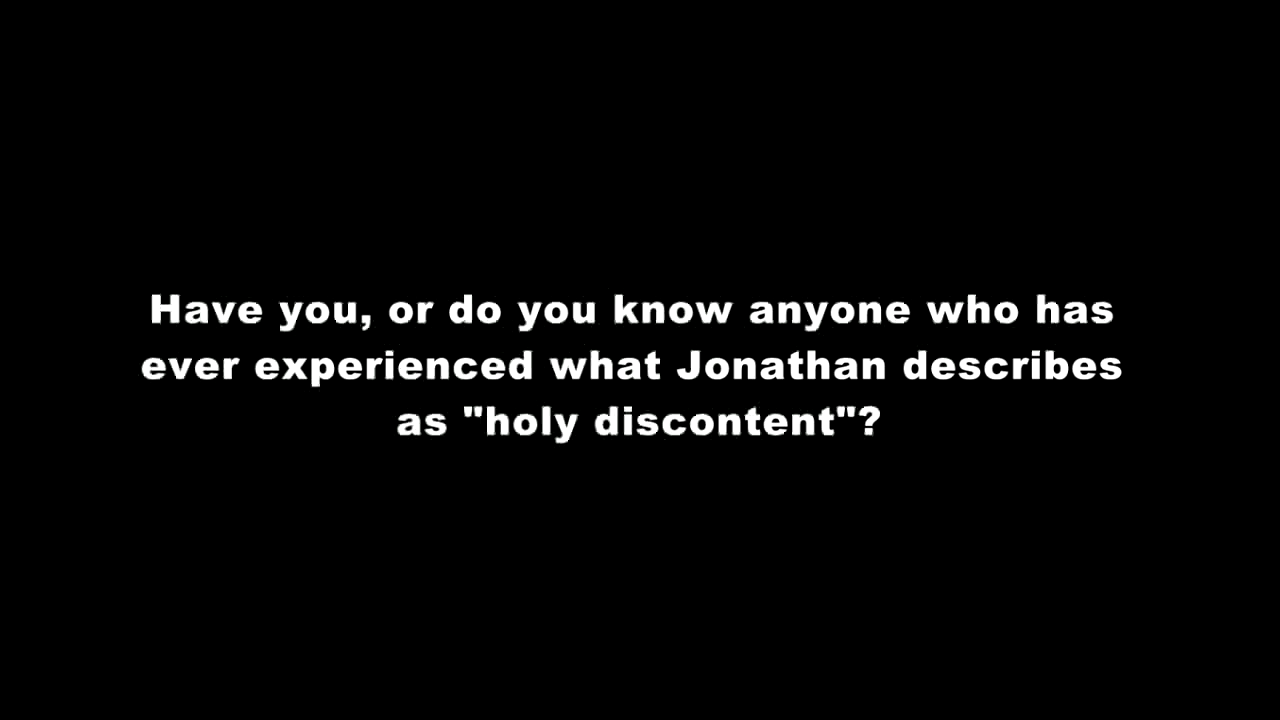 Have you, or do you know anyone who has
ever experienced what Jonathan describes
as "holy discontent"?